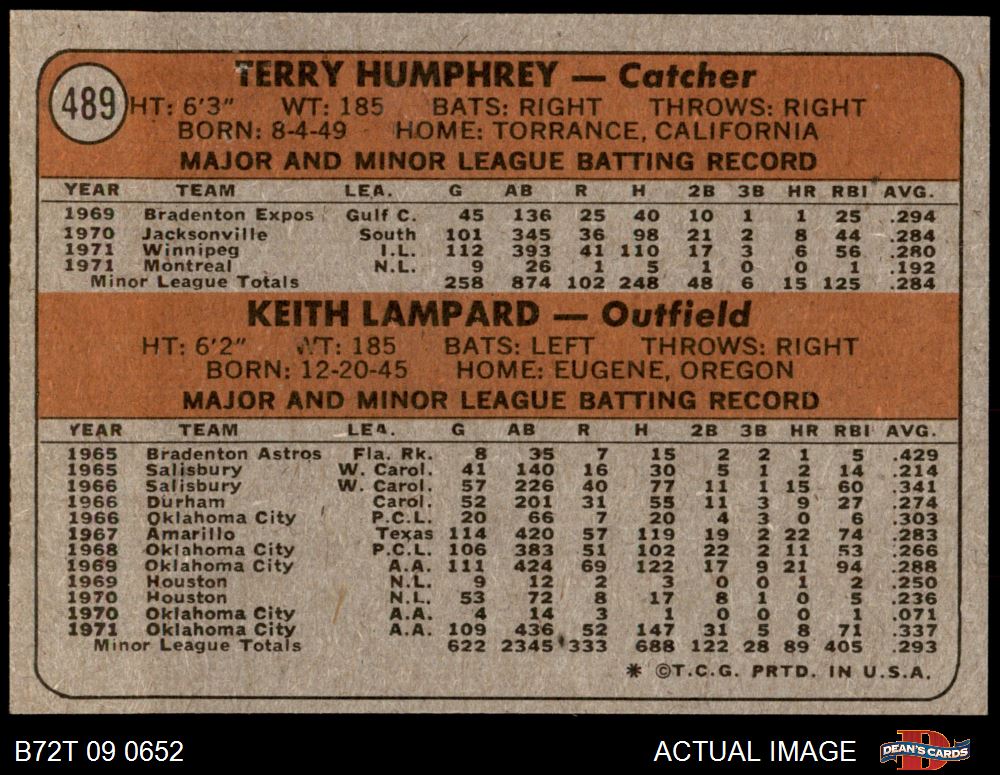 489
TERRY HUMPHREY — Catcher
HT: 6'3" WT: 185 BATS: RIGHT THROWS: RIGHT
BORN: 8-4-49 HOME: TORRANCE, CALIFORNIA
MAJOR AND MINOR LEAGUE BATTING RECORD
YEAR TEAM LEA. G AB R H 2B 3B HR RBI AVG.
1969 Bradenton Expos Gulf C. 45 136 25 40 10 1 1 25 .294
1970 Jacksonville South 101 345 36 98 21 2 8 44 .284
1971 Winnipeg I.L. 112 393 41 110 17 3 6 56 .280
1971 Montreal N.L. 9 26 1 5 1 0 0 1 .192
Minor League Totals 258 874 102 248 48 6 15 125 .284
KEITH LAMPARD — Outfield
HT: 6'2" WT: 185 BATS: LEFT THROWS: RIGHT
BORN: 12-20-45 HOME: EUGENE, OREGON
MAJOR AND MINOR LEAGUE BATTING RECORD
YEAR TEAM LEA. G AB R H 2B 3B HR RBI AVG.
1965 Bradenton Astros Fla. Rk. 8 35 7 15 2 2 1 5 .429
1965 Salisbury W. Carol. 41 140 16 30 5 1 2 14 .214
1966 Salisbury W. Carol. 57 226 40 77 11 1 15 60 .341
1966 Durham Carol. 52 201 31 55 11 3 9 27 .274
1966 Oklahoma City P.C.L. 20 66 7 20 4 3 0 6 .303
1967 Amarillo Texas 114 420 57 119 19 2 22 74 .283
1968 Oklahoma City P.C.L. 106 383 51 102 22 2 11 53 .266
1969 Oklahoma City A.A. 111 424 69 122 17 9 21 94 .288
1969 Houston N.L. 9 12 2 3 0 0 1 2 .250
1970 Houston N.L. 53 72 8 17 8 1 0 5 .236
1970 Oklahoma City A.A. 4 14 3 1 0 0 0 1 .071
1971 Oklahoma City A.A. 109 436 52 147 31 5 8 71 .337
Minor League Totals 622 2345 333 688 122 28 89 405 .293
* ©T.C.G. PRTD. IN U.S.A.
B72T 09 0652 ACTUAL IMAGE DEAN'S CARDS